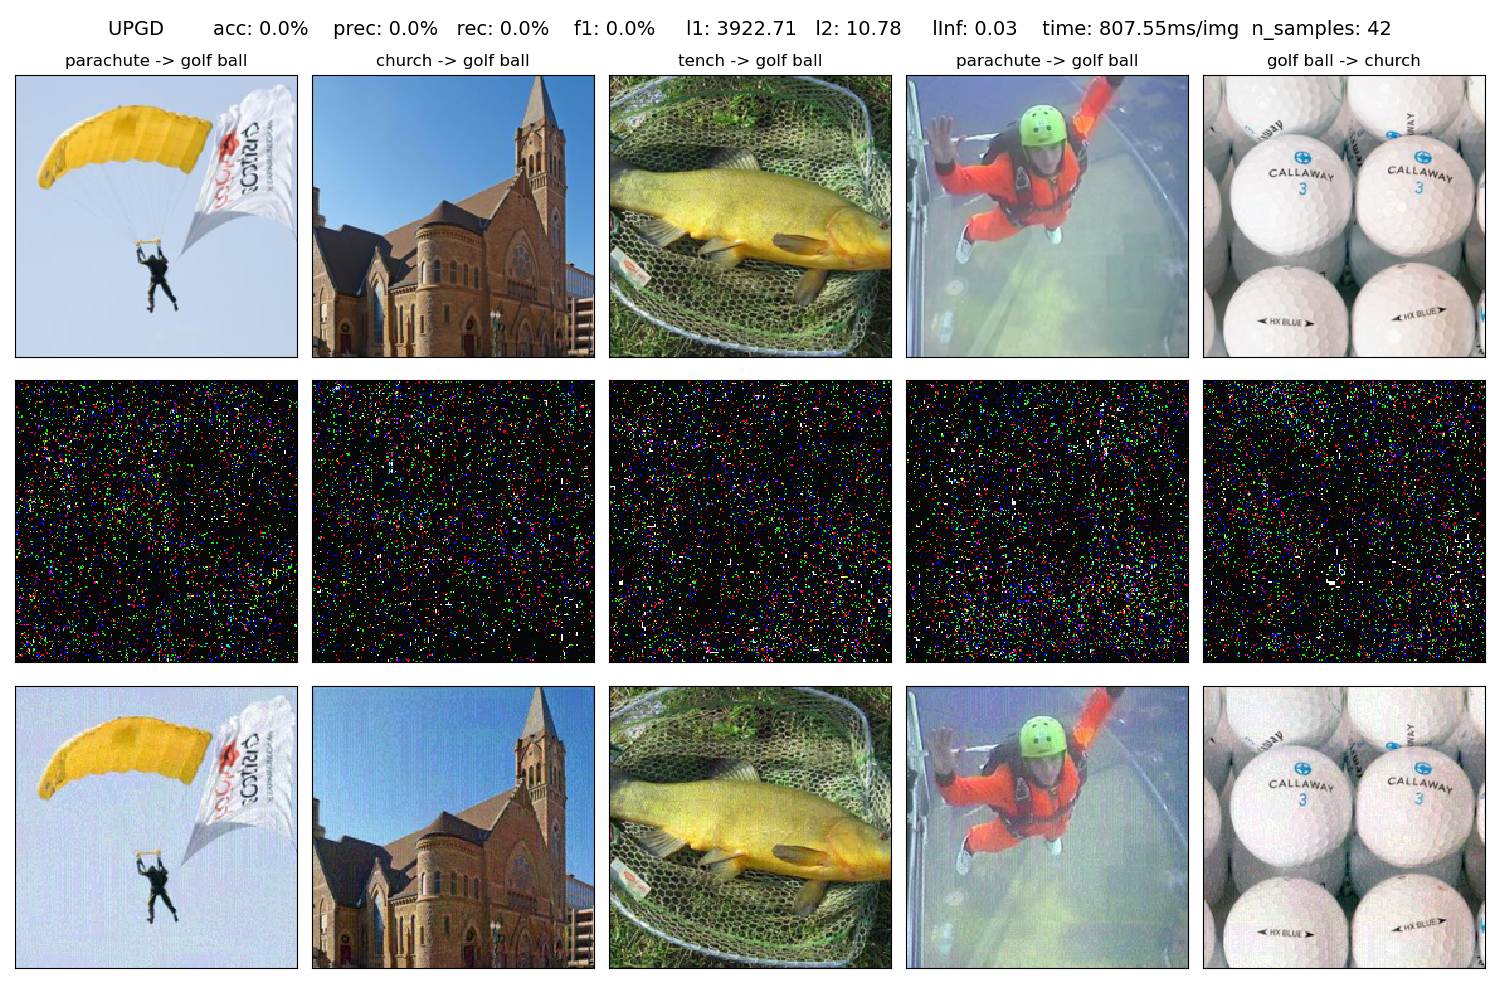 UPGD acc: 0.0% prec: 0.0% rec: 0.0% f1: 0.0% l1: 3922.71 l2: 10.78 lInf: 0.03 time: 807.55ms/img n_samples: 42
parachute -> golf ball
church -> golf ball
tench -> golf ball
parachute -> golf ball
golf ball -> church
CALLAWAY
3
CALLAWAY
3
HX BLUE
HX BLUE
CALLAWAY
3
CALLAWAY
3
HX BLUE
HX BLUE